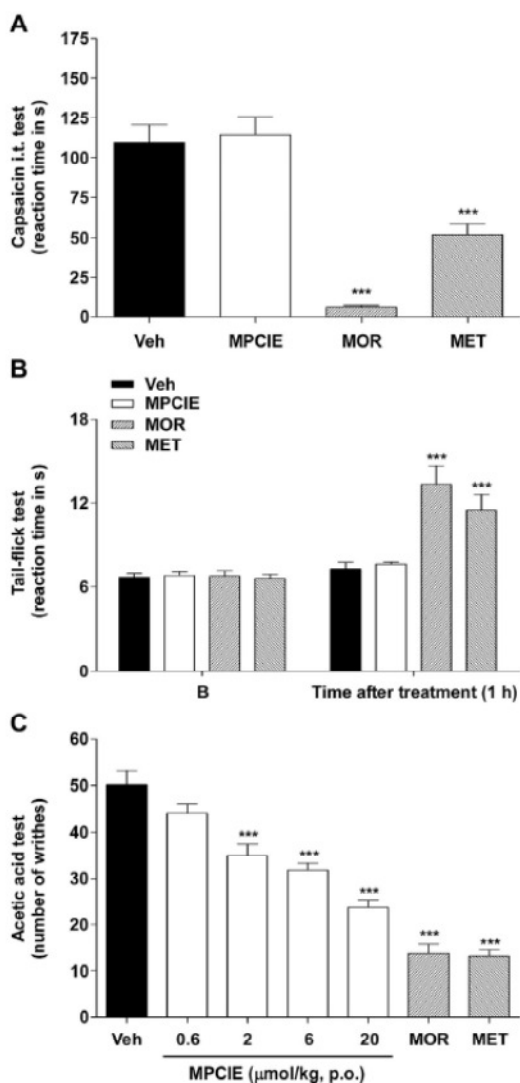 A
Capsaicin i.t. test
(reaction time in s)
175
150
125
100
75
50
25
0
***
***
Veh MPCIE MOR MET
B
Veh
MPCIE
MOR
MET
Tail-flick test
(reaction time in s)
18
12
6
0
***
***
B Time after treatment (1 h)
C
Acetic acid test
(number of writhes)
60
50
40
30
20
10
0
***
***
***
***
***
Veh 0.6 2 6 20 MOR MET
MPCIE (μmol/kg, p.o.)